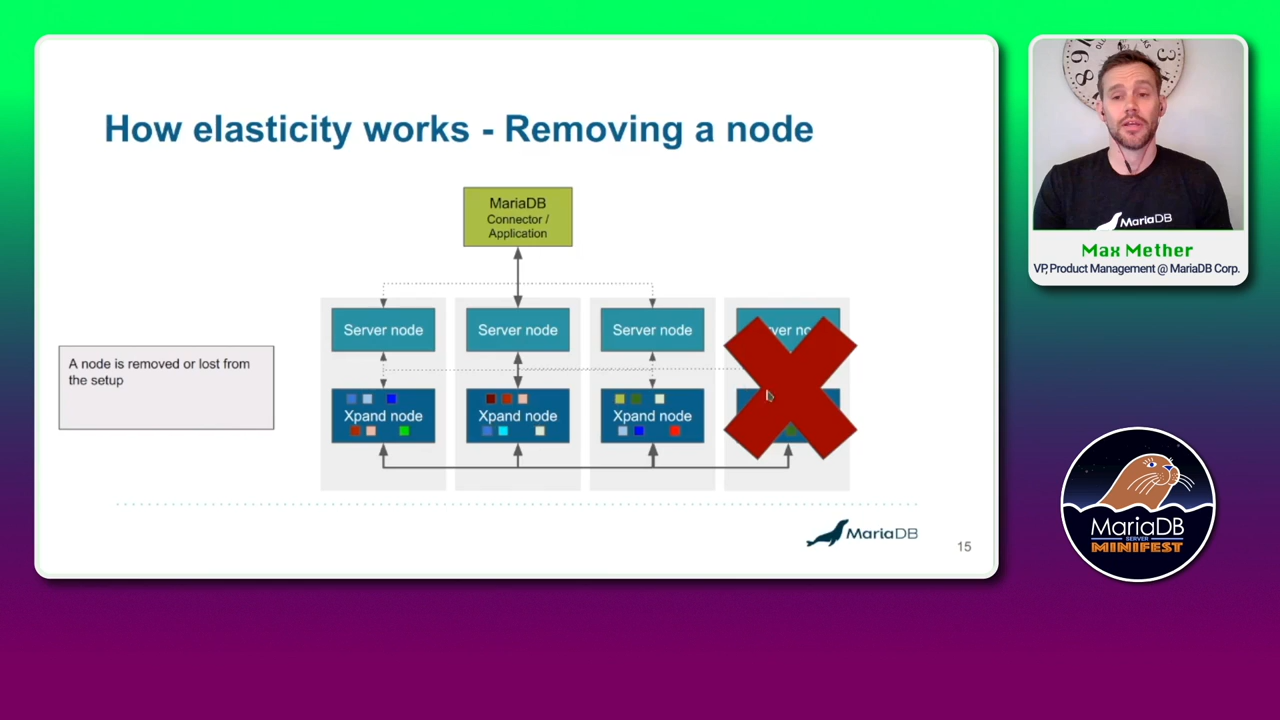 How elasticity works - Removing a node
MariaDB
Connector /
Application
Server node
Server node
Server node
A node is removed or lost from
the setup
Xpand node
Xpand node
Xpand node
MariaDB
15
MariaDB
Max Mether
VP, Product Management @ MariaDB Corp.
MariaDB
SERVER
MINIFEST